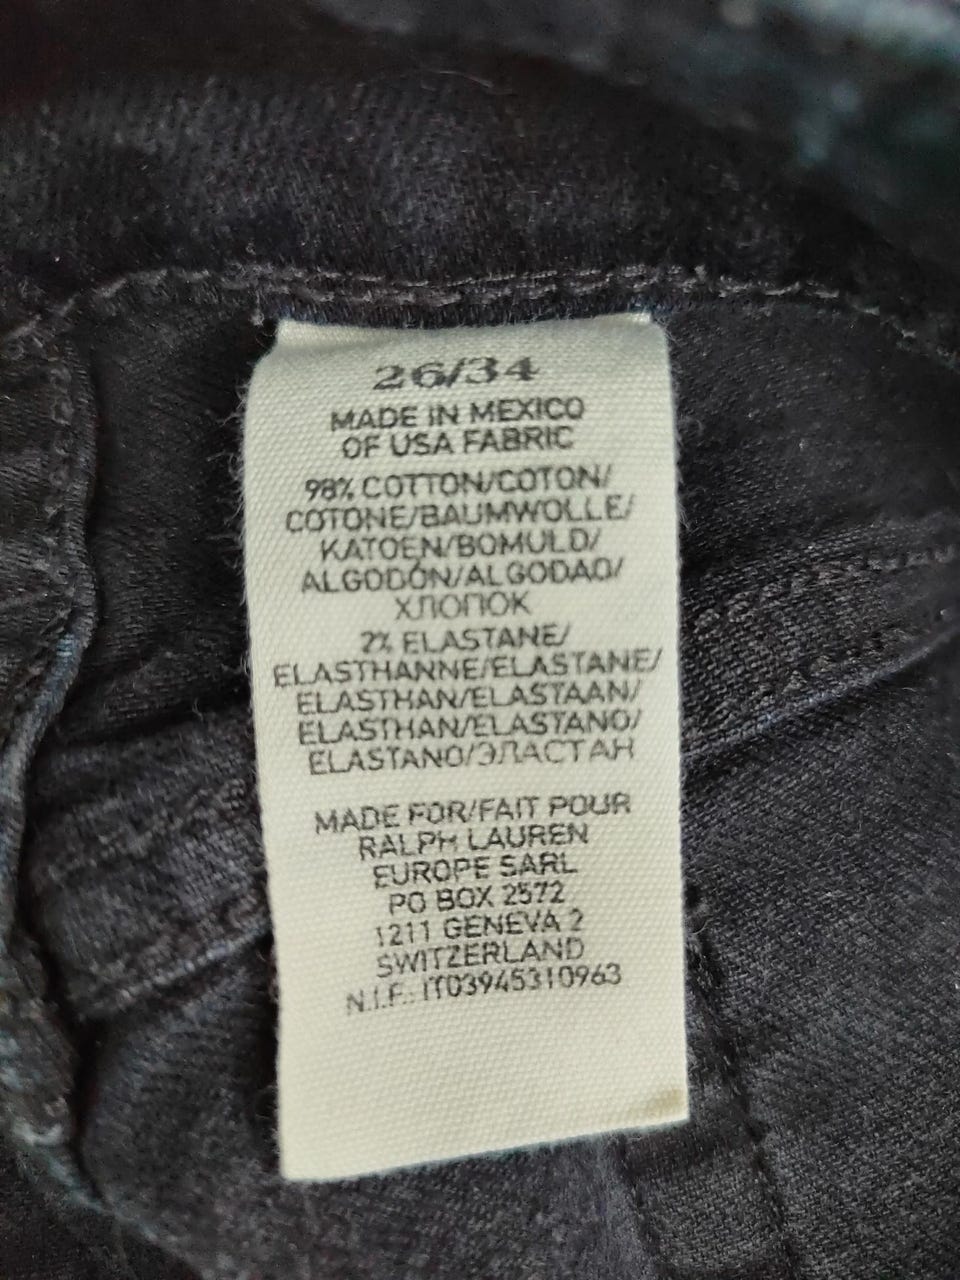 26/34
MADE IN MEXICO
OF USA FABRIC
98% COTTON/COTON/
COTONE/BAUMWOLLE/
KATOEN/BOMULD/
ALGODÓN/ALGODAO/
ХЛОПОК
2% ELASTANE/
ELASTHANNE/ELASTANE/
ELASTHAN/ELASTAAN/
ELASTHAN/ELASTANO/
ELASTANO/ЭЛАСТАН
MADE FOR/FAIT POUR
RALPH LAUREN
EUROPE SARL
PO BOX 2572
1211 GENEVA 2
SWITZERLAND
N.I.F.: IT03945310963